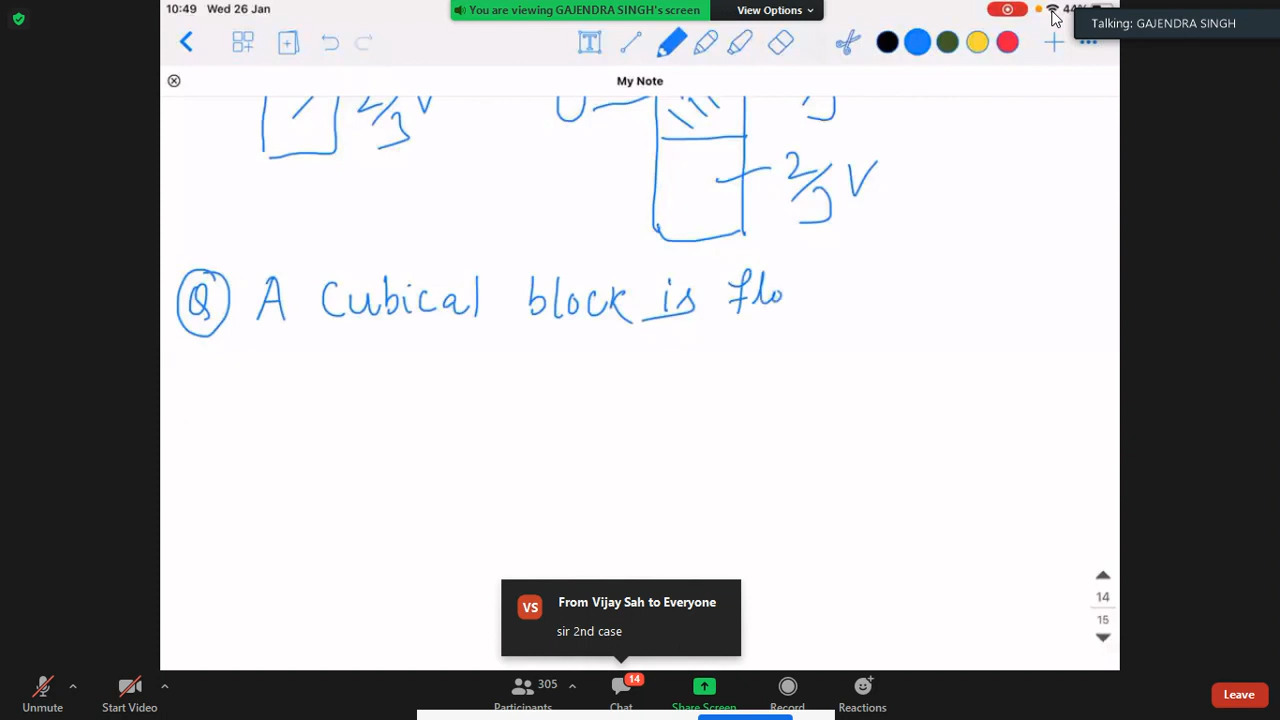 10:49 Wed 26 Jan
You are viewing GAJENDRA SINGH's screen
View Options
44%
Talking: GAJENDRA SINGH
T
My Note
2/3 V
2/3 V
Q A Cubical block is flo
14
15
VS From Vijay Sah to Everyone
sir 2nd case
Unmute
Start Video
305
Participants
14
Chat
Share Screen
Record
Reactions
Leave